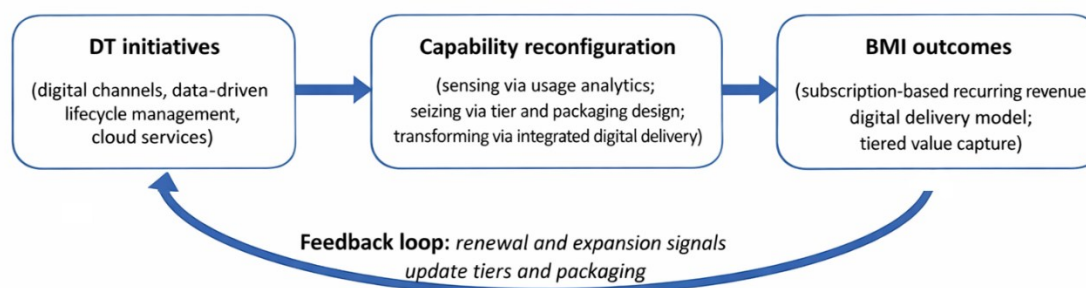 DT initiatives
(digital channels, data-driven
lifecycle management,
cloud services)
Capability reconfiguration
(sensing via usage analytics;
seizing via tier and packaging design;
transforming via integrated digital delivery)
BMI outcomes
(subscription-based recurring revenue
digital delivery model;
tiered value capture)
Feedback loop: renewal and expansion signals
update tiers and packaging